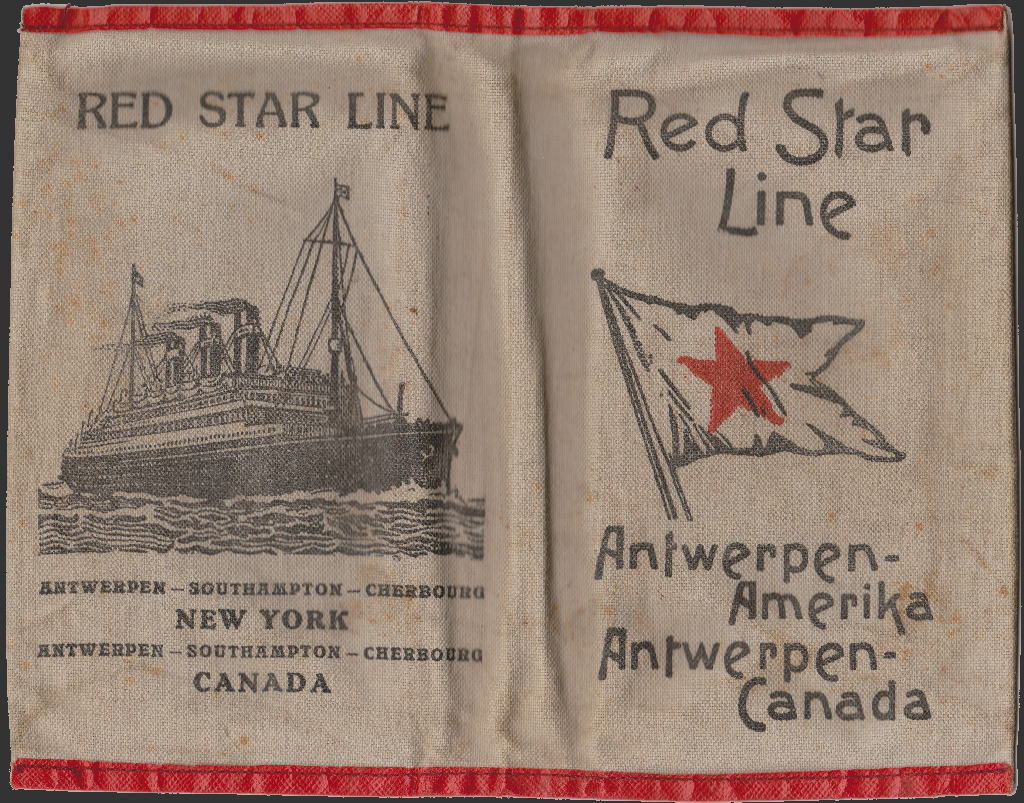 RED STAR LINE
ANTWERPEN – SOUTHAMPTON – CHERBOURG
NEW YORK
ANTWERPEN – SOUTHAMPTON – CHERBOURG
CANADA
Red Star
Line
Antwerpen-
Amerika
Antwerpen-
Canada